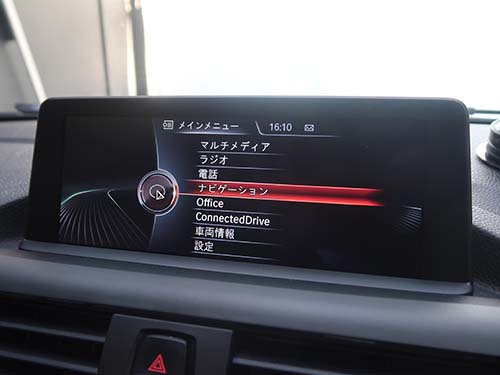 メインメニュー 16:10
マルチメディア
ラジオ
電話
ナビゲーション
Office
ConnectedDrive
車両情報
設定